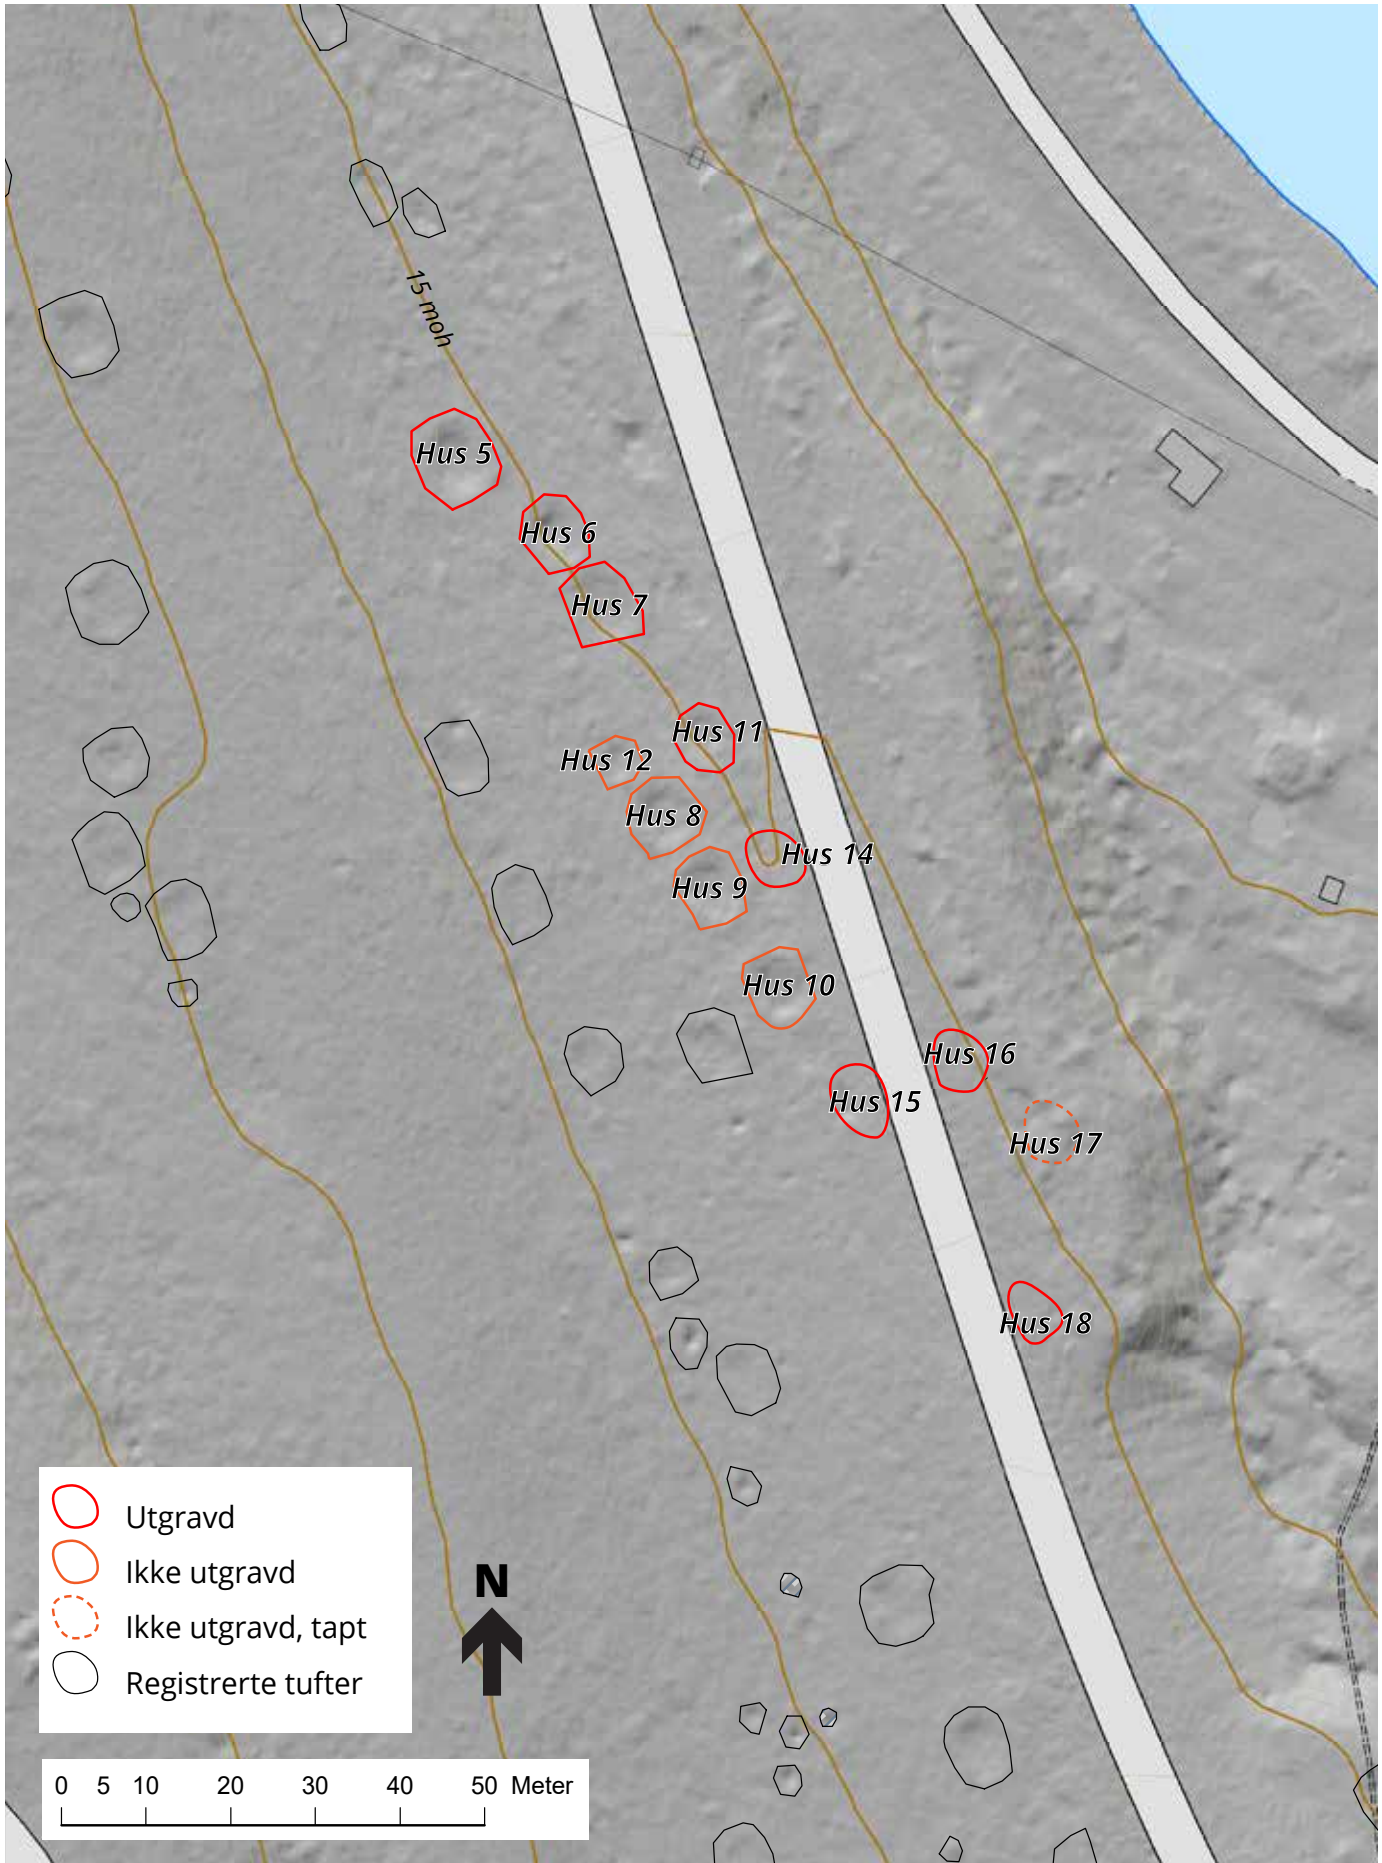 15 moh
Hus 5
Hus 6
Hus 7
Hus 11
Hus 12
Hus 8
Hus 14
Hus 9
Hus 10
Hus 16
Hus 15
Hus 17
Hus 18
Utgravd
Ikke utgravd
Ikke utgravd, tapt
Registrerte tufter
N
0 5 10 20 30 40 50 Meter